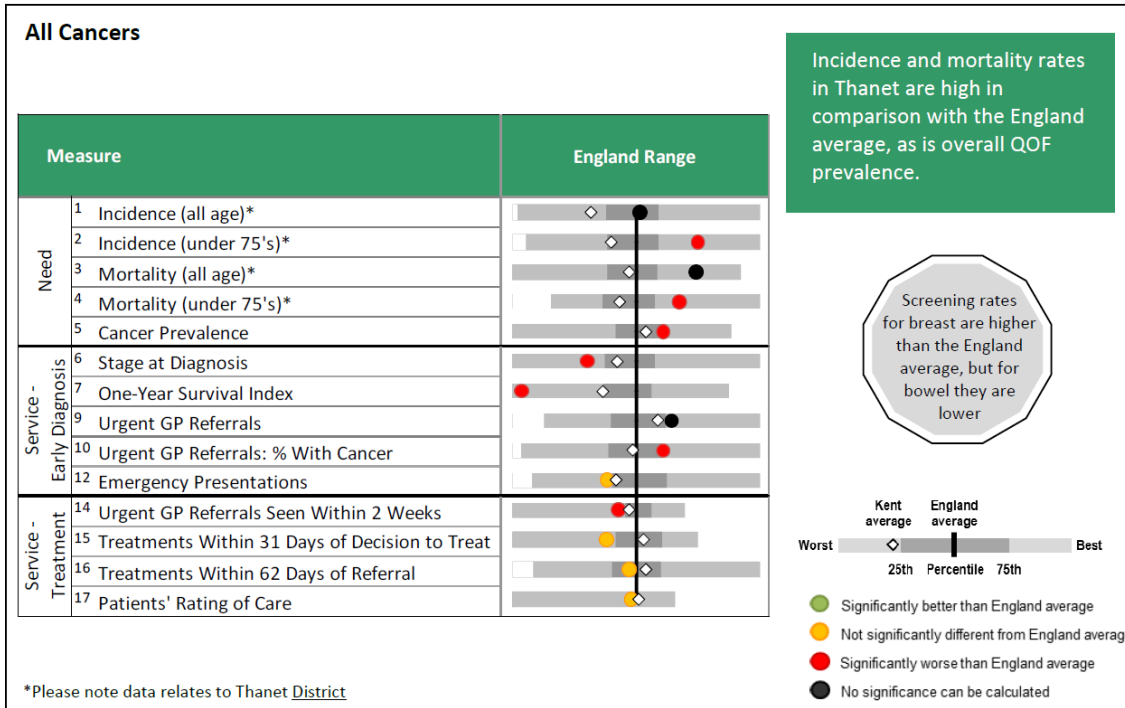 All Cancers
Incidence and mortality rates
in Thanet are high in
comparison with the England
average, as is overall QOF
prevalence.
Measure
England Range
Need
1 Incidence (all age)*
2 Incidence (under 75's)*
3 Mortality (all age)*
4 Mortality (under 75's)*
5 Cancer Prevalence
Service -
Early Diagnosis
6 Stage at Diagnosis
7 One-Year Survival Index
9 Urgent GP Referrals
10 Urgent GP Referrals: % With Cancer
12 Emergency Presentations
Service -
Treatment
14 Urgent GP Referrals Seen Within 2 Weeks
15 Treatments Within 31 Days of Decision to Treat
16 Treatments Within 62 Days of Referral
17 Patients' Rating of Care
Screening rates
for breast are higher
than the England
average, but for
bowel they are
lower
Kent
average
England
average
Worst
Best
25th Percentile 75th
Significantly better than England average
Not significantly different from England averag
Significantly worse than England average
No significance can be calculated
*Please note data relates to Thanet District